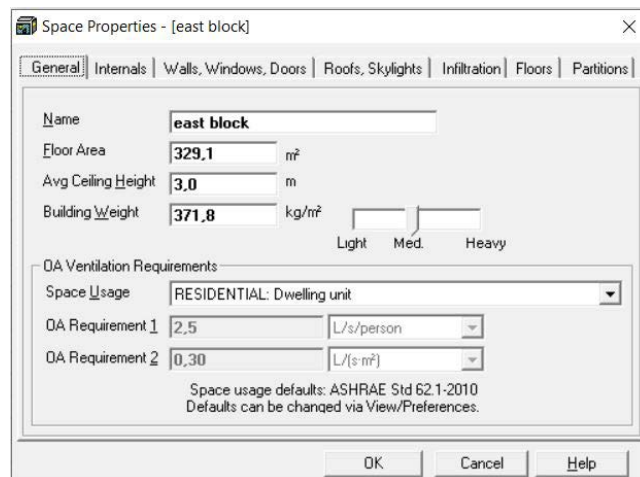 Space Properties - [east block]
General Internals Walls, Windows, Doors Roofs, Skylights Infiltration Floors Partitions
Name east block
Floor Area 329,1 m²
Avg Ceiling Height 3,0 m
Building Weight 371,8 kg/m²
Light Med. Heavy
OA Ventilation Requirements
Space Usage RESIDENTIAL: Dwelling unit
OA Requirement 1 2,5 L/s/person
OA Requirement 2 0,30 L/(s·m²)
Space usage defaults: ASHRAE Std 62.1-2010
Defaults can be changed via View/Preferences.
OK Cancel Help